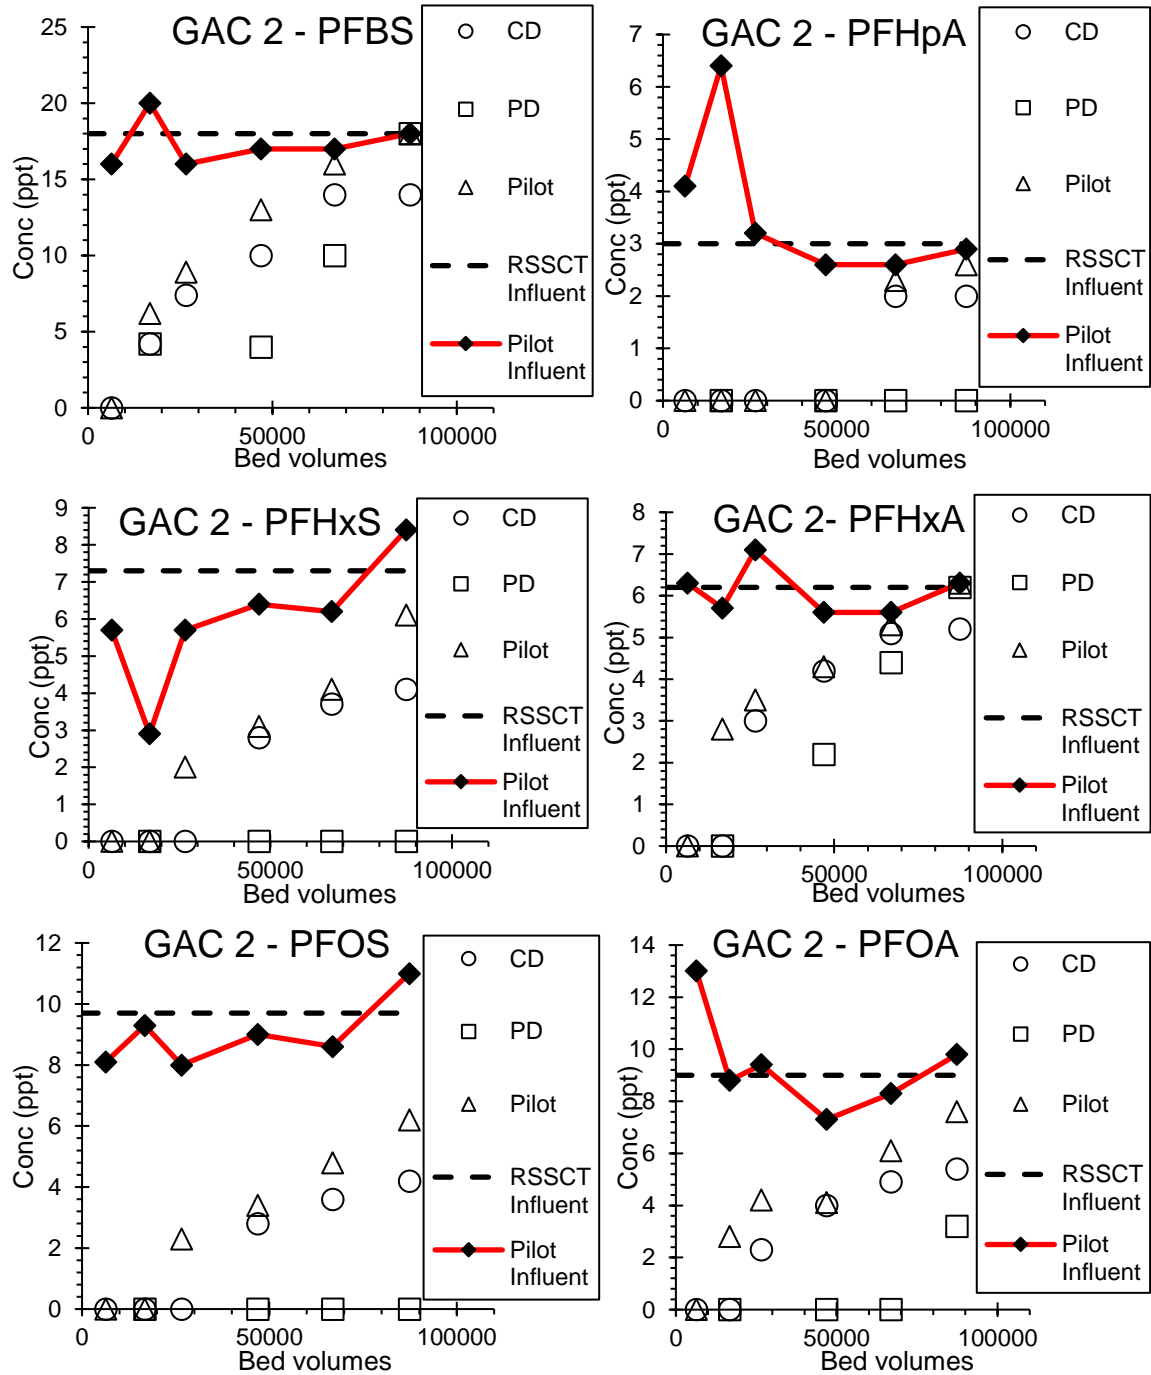 GAC 2 - PFBS
Conc (ppt)
25
20
15
10
5
0
0 50000 100000
Bed volumes
CD
PD
Pilot
RSSCT
Influent
Pilot
Influent
GAC 2 - PFHpA
Conc (ppt)
7
6
5
4
3
2
1
0
0 50000 100000
Bed volumes
CD
PD
Pilot
RSSCT
Influent
Pilot
Influent
GAC 2 - PFHxS
Conc (ppt)
9
8
7
6
5
4
3
2
1
0
0 50000 100000
Bed volumes
CD
PD
Pilot
RSSCT
Influent
Pilot
Influent
GAC 2- PFHxA
Conc (ppt)
8
7
6
5
4
3
2
1
0
0 50000 100000
Bed volumes
CD
PD
Pilot
RSSCT
Influent
Pilot
Influent
GAC 2 - PFOS
Conc (ppt)
12
10
8
6
4
2
0
0 50000 100000
Bed volumes
CD
PD
Pilot
RSSCT
Influent
Pilot
Influent
GAC 2 - PFOA
Conc (ppt)
14
12
10
8
6
4
2
0
0 50000 100000
Bed volumes
CD
PD
Pilot
RSSCT
Influent
Pilot
Influent